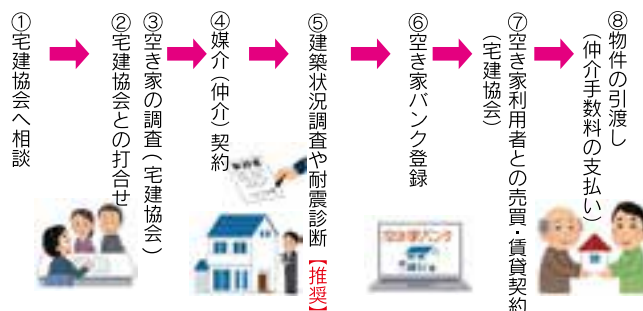 ①宅建協会へ相談
②宅建協会との打合せ
③空き家の調査(宅建協会)
④媒介(仲介)契約
⑤建築状況調査や耐震診断【推奨】
⑥空き家バンク登録
⑦空き家利用者との売買・賃貸契約
(宅建協会)
⑧物件の引渡し
(仲介手数料の支払い)
空き家バンク